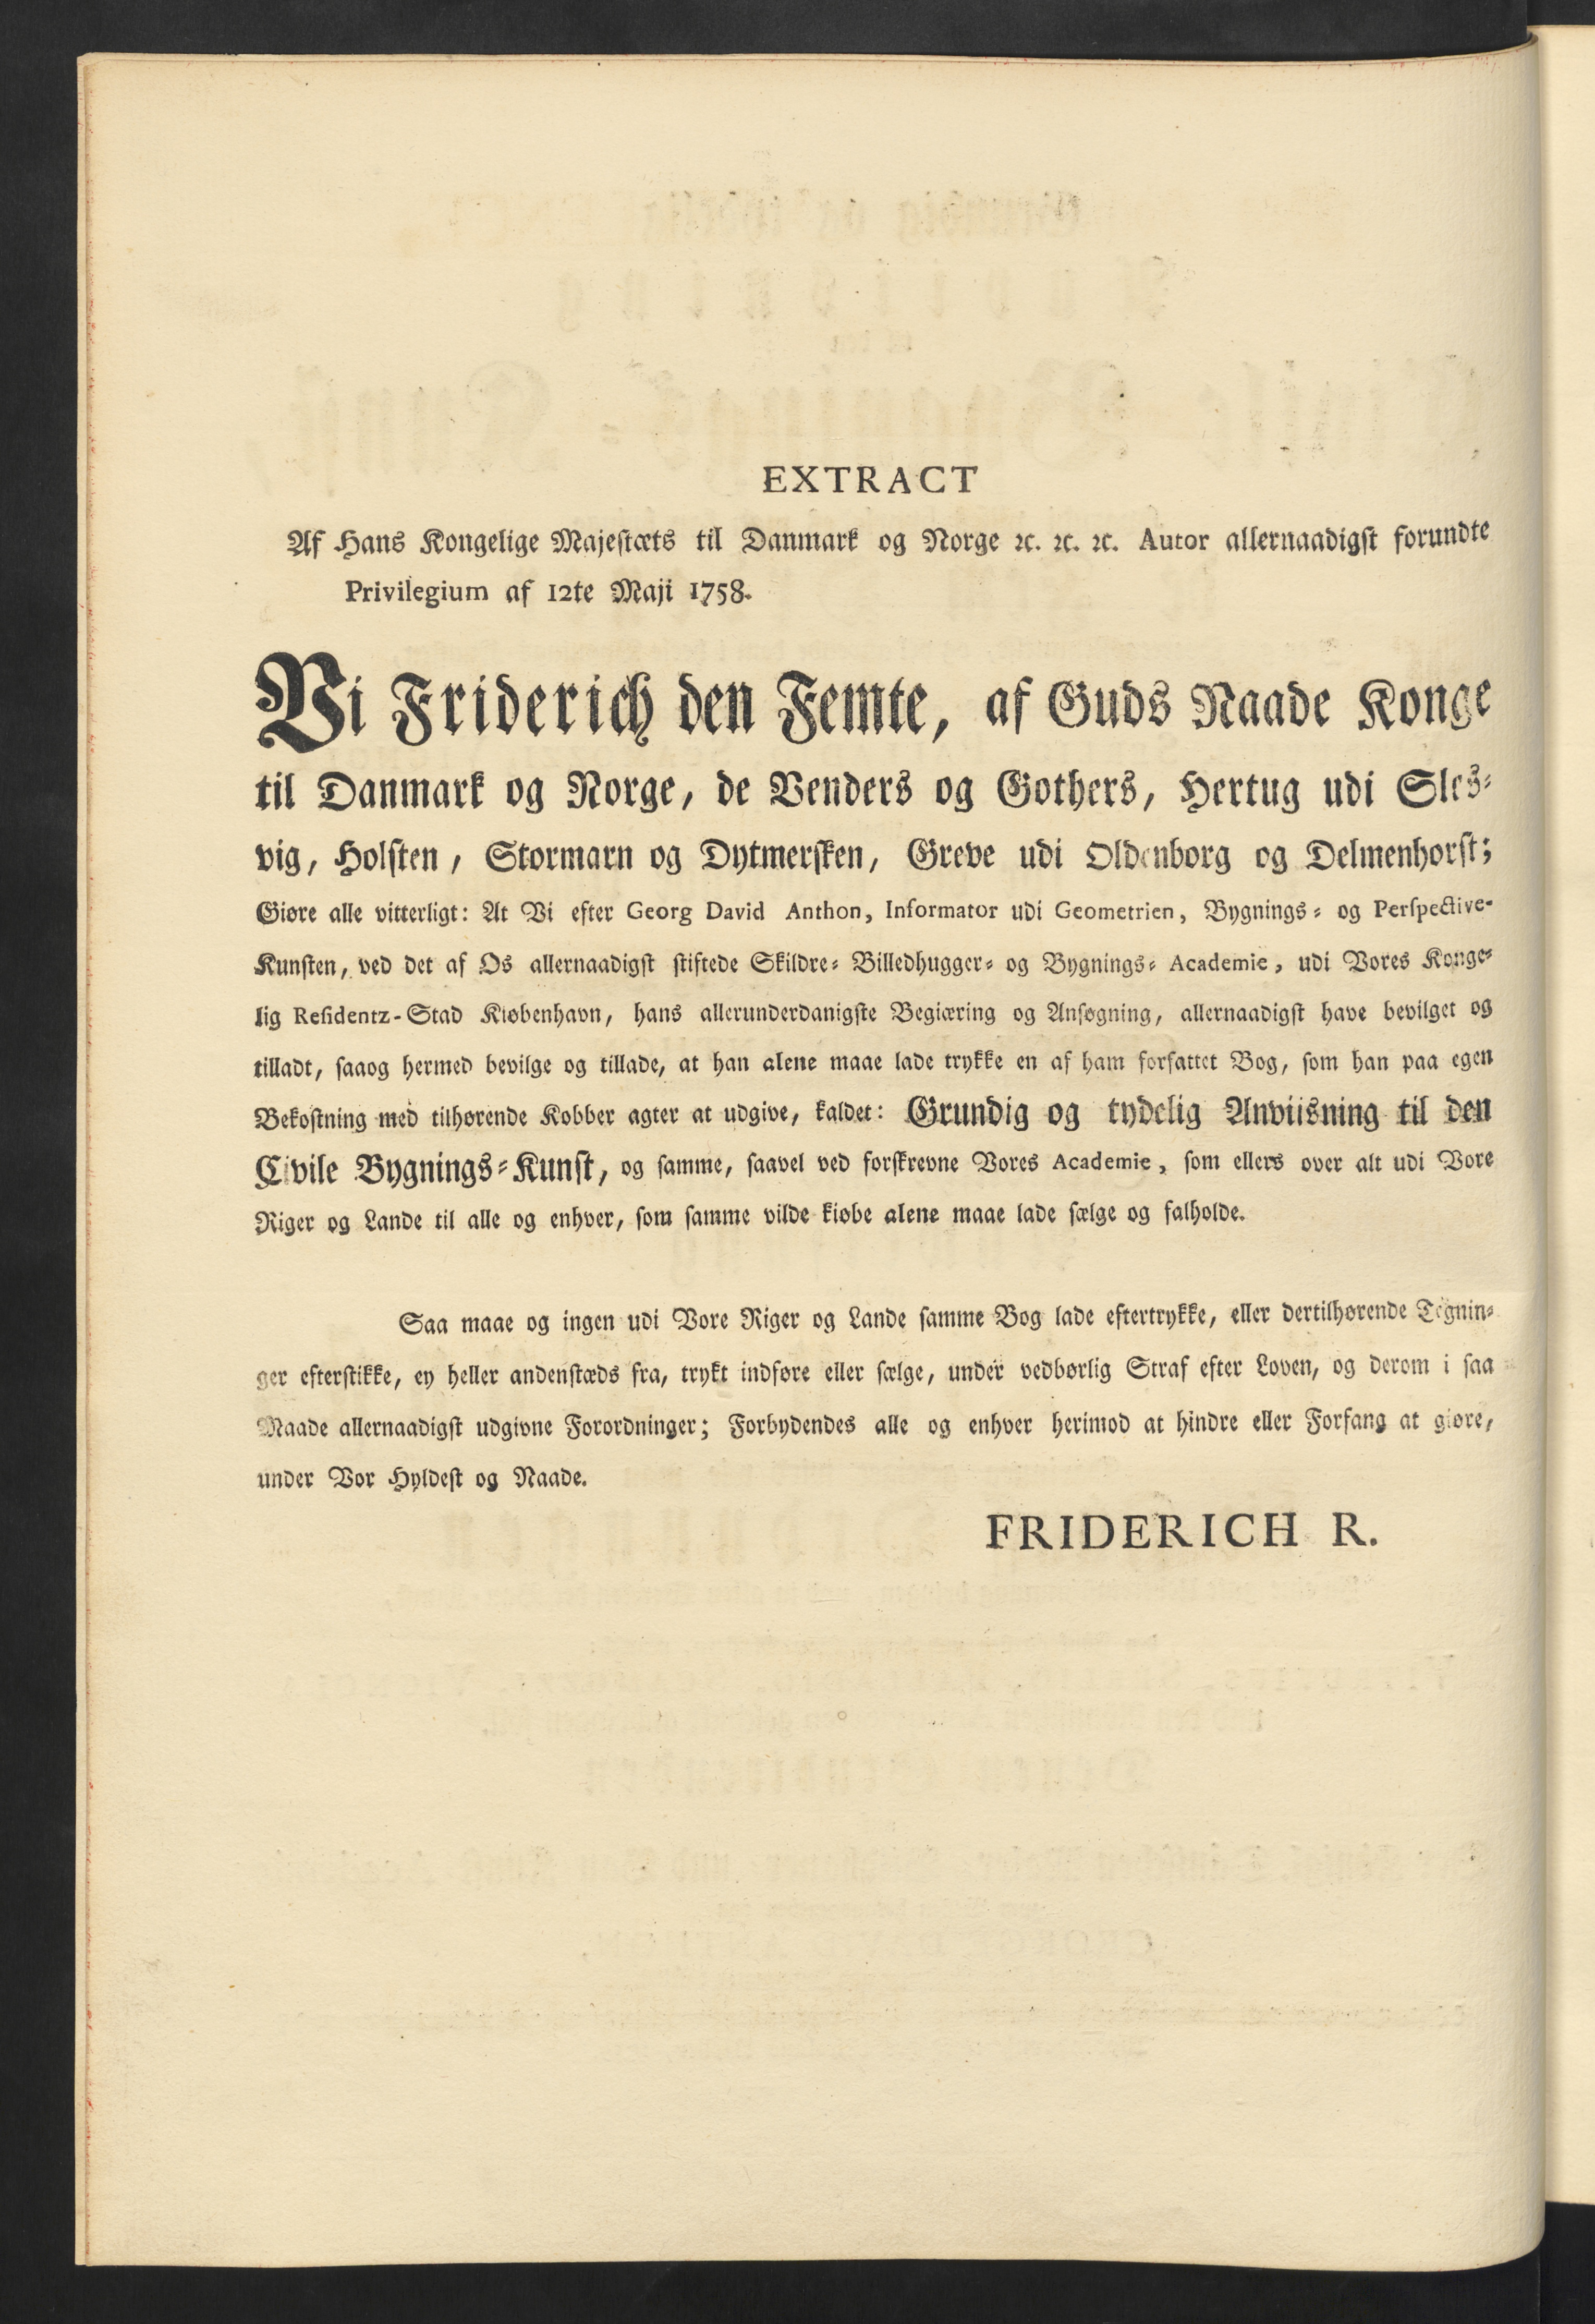 EXTRACT
Af Hans Kongelige Majestæts til Danmark og Norge ꝛc. ꝛc. ꝛc. Autor allernaadigst forundte
Privilegium af 12te Maji 1758.
Vi Friderich den Femte, af Guds Naade Konge
til Danmark og Norge, de Venders og Gothers, Hertug udi Sles-
vig, Holsten, Stormarn og Dytmersken, Greve udi Oldenborg og Delmenhorst;
Giøre alle vitterligt: At Vi efter Georg David Anthon, Informator udi Geometrien, Bygnings- og Perspective-
Kunsten, ved det af Os allernaadigst stiftede Skildre- Billedhugger- og Bygnings- Academie, udi Vores Konge-
lig Residentz-Stad Kiøbenhavn, hans allerunderdanigste Begiæring og Ansøgning, allernaadigst have bevilget og
tilladt, saaog hermed bevilge og tillade, at han alene maae lade trykke en af ham forfattet Bog, som han paa egen
Bekostning med tilhørende Kobber agter at udgive, kaldet: Grundig og tydelig Anviisning til den
Civile Bygnings-Kunst, og samme, saavel ved forskrevne Vores Academie, som ellers over alt udi Vore
Riger og Lande til alle og enhver, som samme vilde kiøbe alene maae lade sælge og falholde.
Saa maae og ingen udi Vore Riger og Lande samme Bog lade eftertrykke, eller dertilhørende Tegnin-
ger efterstikke, ey heller andenstæds fra, trykt indføre eller sælge, under vedbørlig Straf efter Loven, og derom i saa
Maade allernaadigst udgivne Forordninger; Forbydendes alle og enhver herimod at hindre eller Forfang at giøre,
under Vor Hyldest og Naade.
FRIDERICH R.